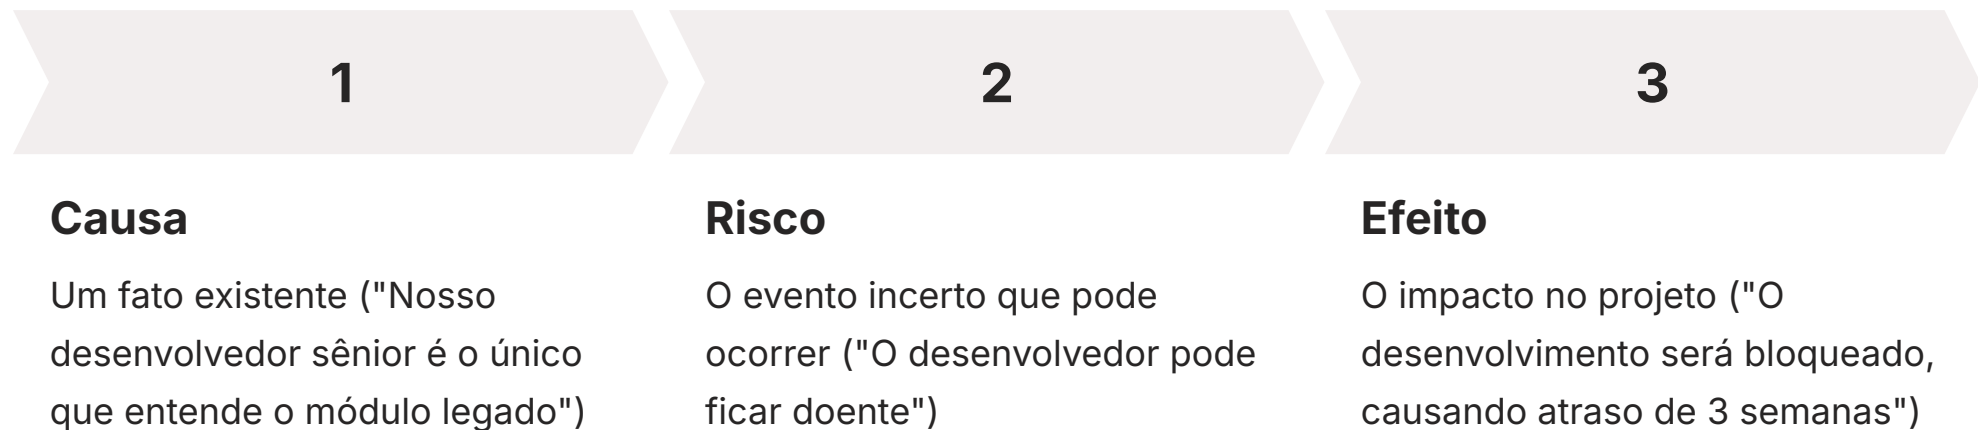 1
2
3
Causa
Um fato existente ("Nosso
desenvolvedor sênior é o único
que entende o módulo legado")
Risco
O evento incerto que pode
ocorrer ("O desenvolvedor pode
ficar doente")
Efeito
O impacto no projeto ("O
desenvolvimento será bloqueado,
causando atraso de 3 semanas")